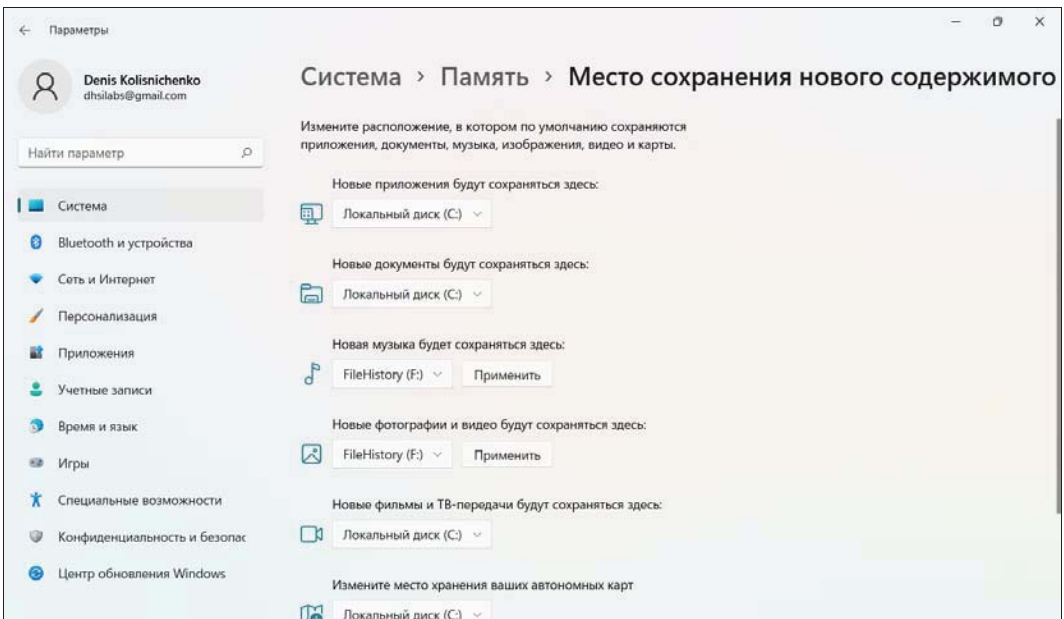 Параметры
Denis Kolisnichenko
dhsilabs@gmail.com
Найти параметр
Система
Bluetooth и устройства
Сеть и Интернет
Персонализация
Приложения
Учетные записи
Время и язык
Игры
Специальные возможности
Конфиденциальность и безопас
Центр обновления Windows
Система > Память > Место сохранения нового содержимого
Измените расположение, в котором по умолчанию сохраняются
приложения, документы, музыка, изображения, видео и карты.
Новые приложения будут сохраняться здесь:
Локальный диск (C:)
Новые документы будут сохраняться здесь:
Локальный диск (C:)
Новая музыка будет сохраняться здесь:
FileHistory (F:) Применить
Новые фотографии и видео будут сохраняться здесь:
FileHistory (F:) Применить
Новые фильмы и ТВ-передачи будут сохраняться здесь:
Локальный диск (C:)
Измените место хранения ваших автономных карт
Локальный диск (C:)